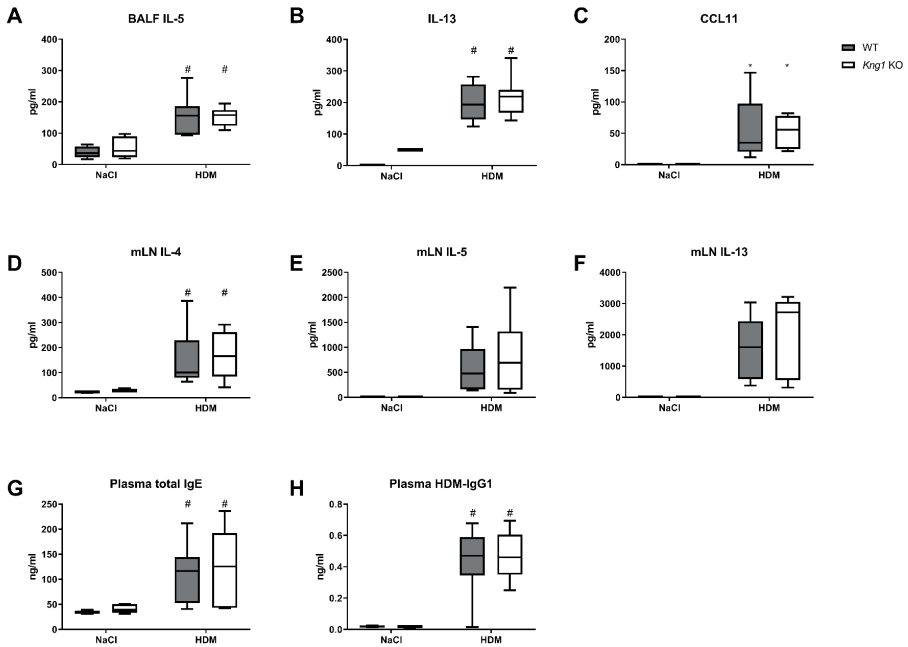 A
BALF IL-5
400
300
200
100
0
pg/ml
# #
NaCl HDM
B
IL-13
400
300
200
100
0
pg/ml
# #
NaCl HDM
C
CCL11
200
150
100
50
0
pg/ml
* *
NaCl HDM
WT
Kng1 KO
D
mLN IL-4
500
400
300
200
100
0
pg/ml
# #
NaCl HDM
E
mLN IL-5
2500
2000
1500
1000
500
0
pg/ml
NaCl HDM
F
mLN IL-13
4000
3000
2000
1000
0
pg/ml
NaCl HDM
G
Plasma total IgE
250
200
150
100
50
0
ng/ml
# #
NaCl HDM
H
Plasma HDM-IgG1
0.8
0.6
0.4
0.2
0.0
ng/ml
# #
NaCl HDM